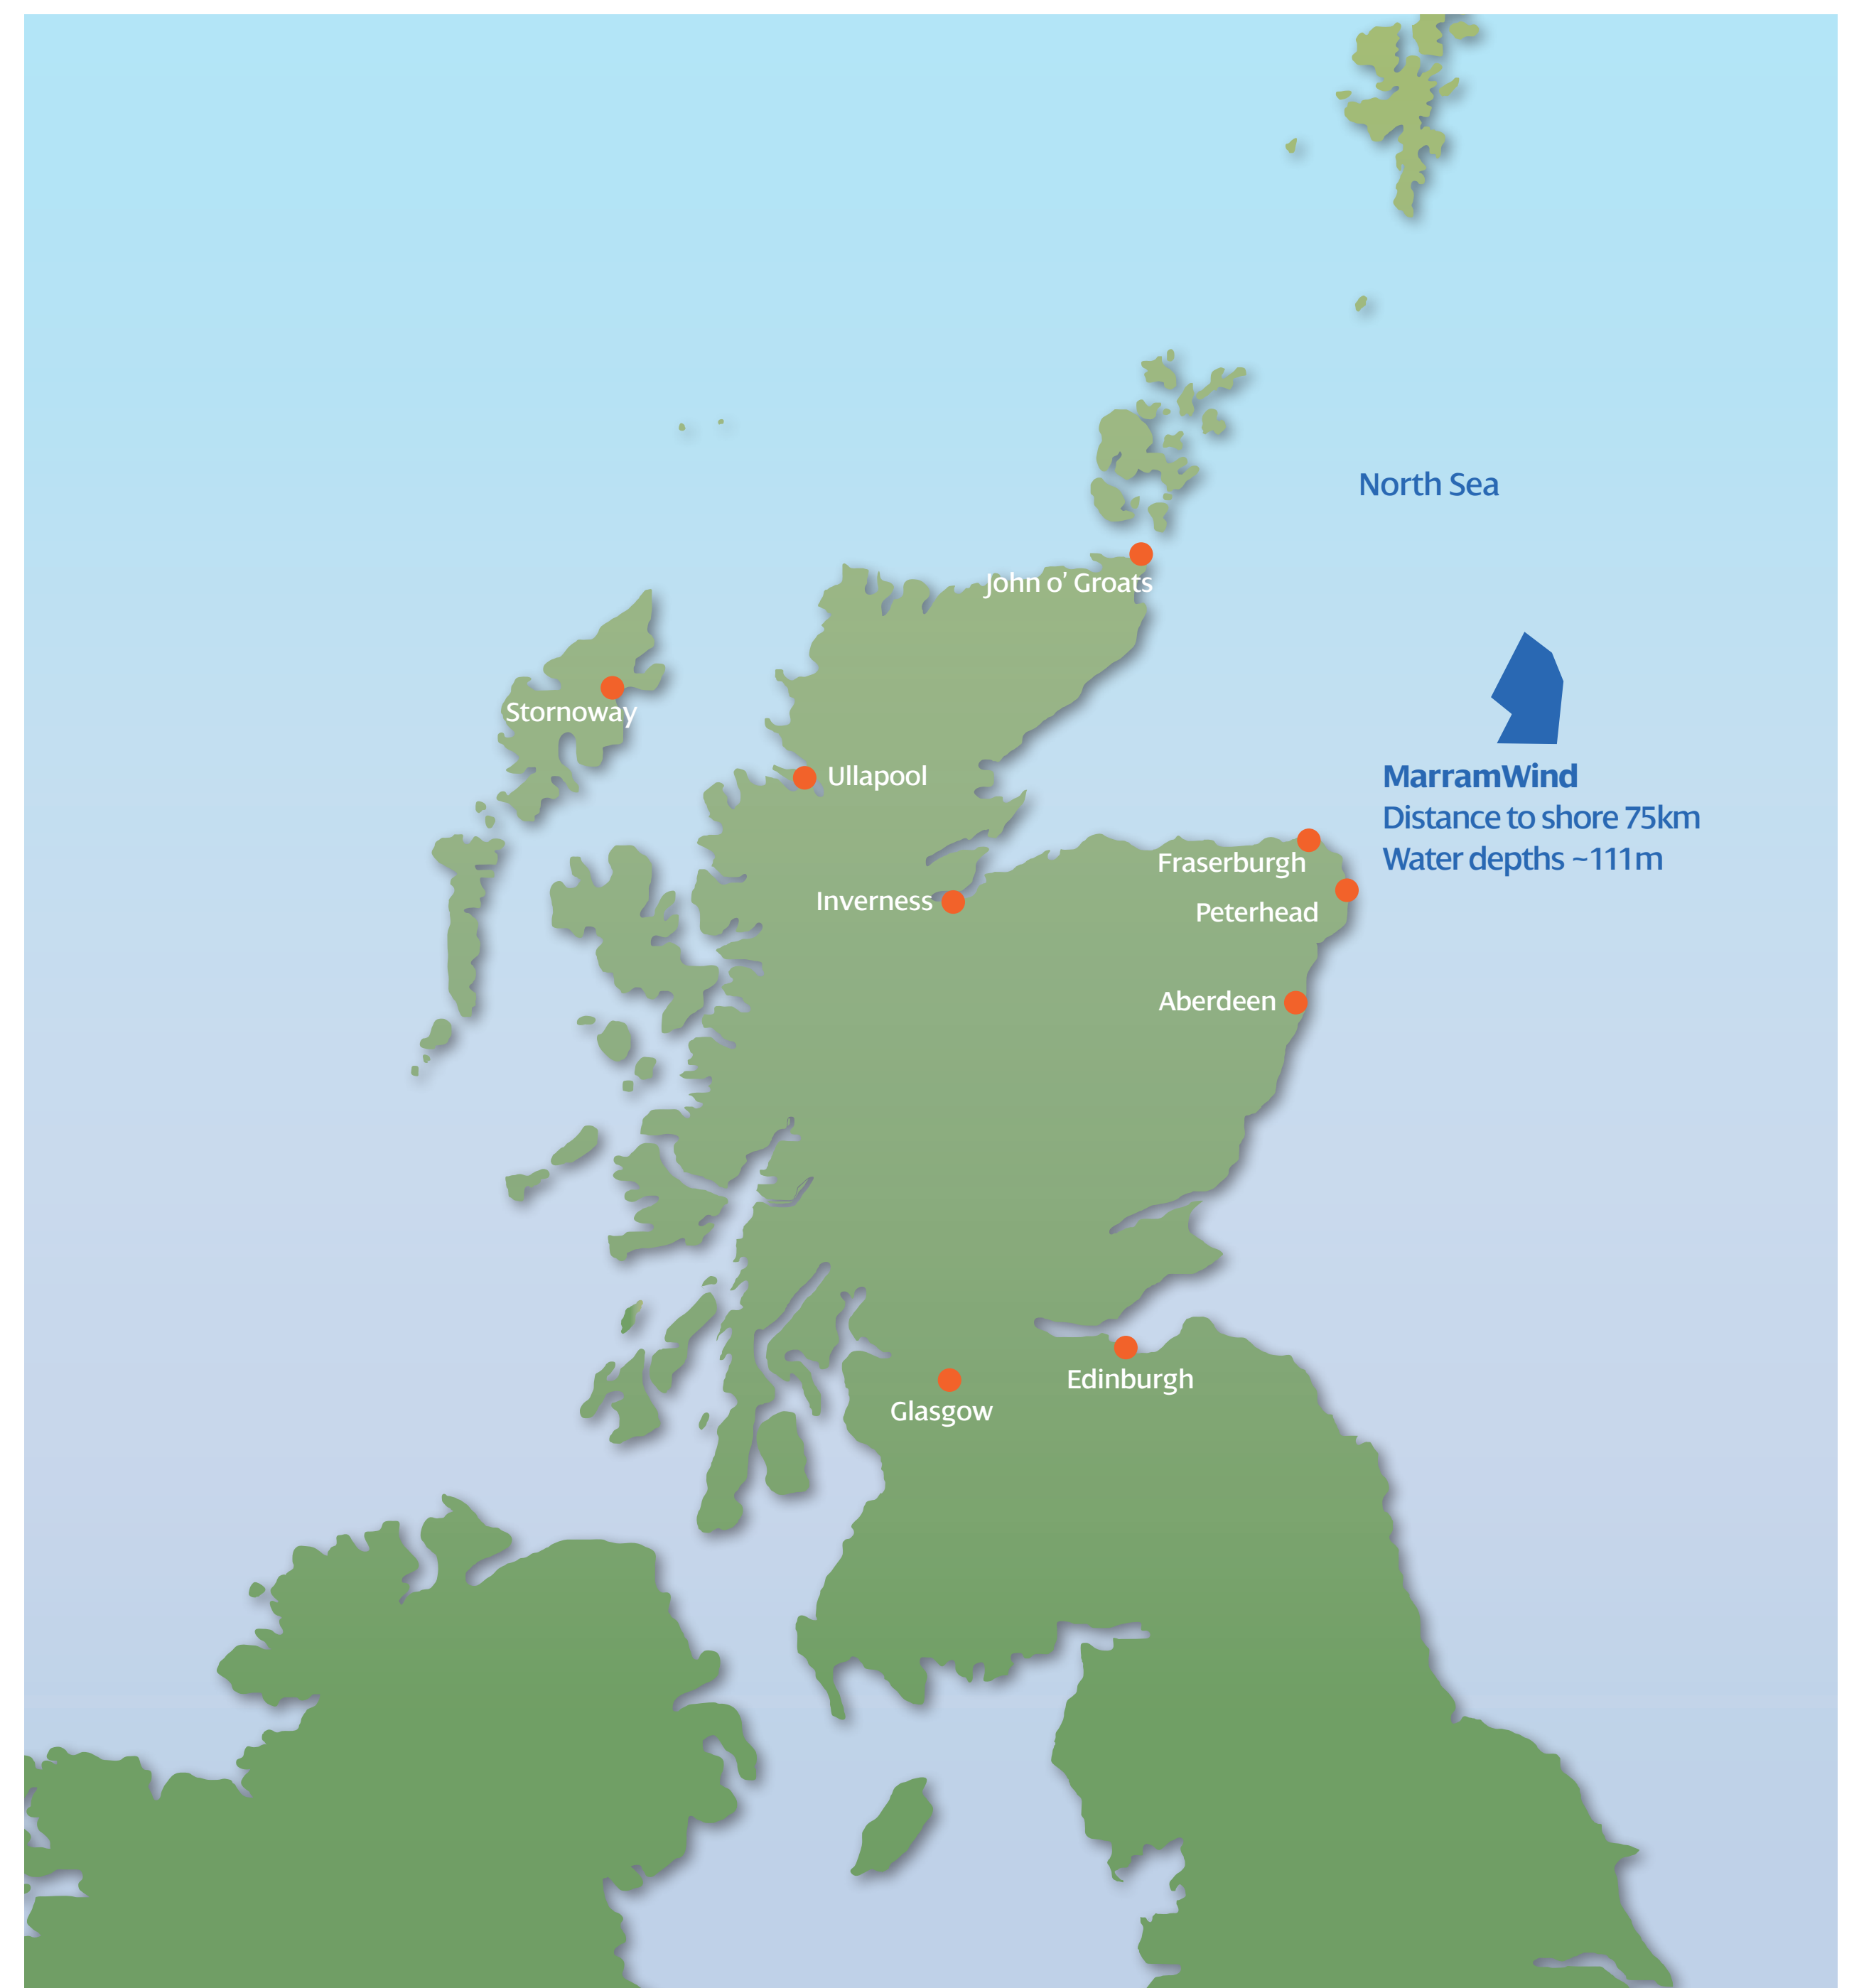 North Sea
John o’ Groats
Stornoway
Ullapool
MarramWind
Distance to shore 75km
Water depths ~111m
Fraserburgh
Inverness
Peterhead
Aberdeen
Edinburgh
Glasgow